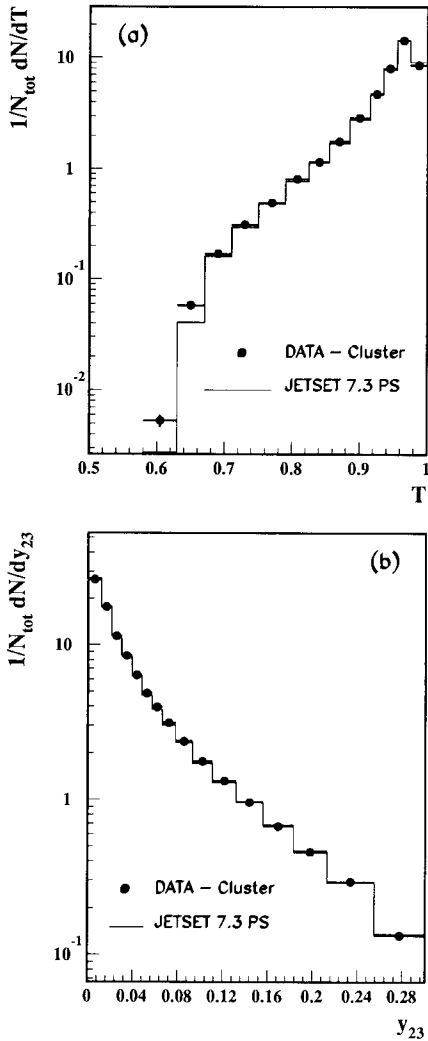 (a)
1/N_tot dN/dT
10
1
10^-1
10^-2
DATA – Cluster
JETSET 7.3 PS
0.5 0.6 0.7 0.8 0.9 1
T
(b)
1/N_tot dN/dy_23
10
1
10^-1
DATA – Cluster
JETSET 7.3 PS
0 0.04 0.08 0.12 0.16 0.2 0.24 0.28
y_23